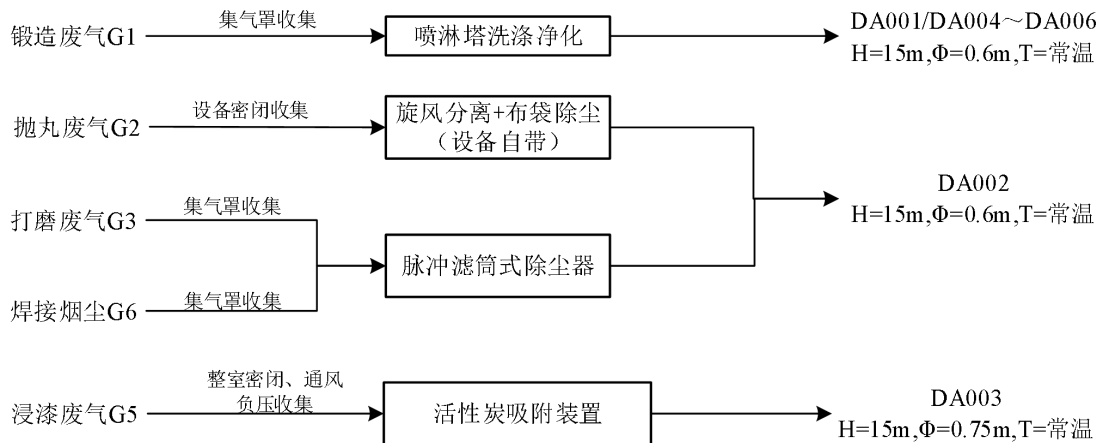 锻造废气G1
集气罩收集
喷淋塔洗涤净化
DA001/DA004～DA006
H=15m,Φ=0.6m,T=常温
抛丸废气G2
设备密闭收集
旋风分离+布袋除尘
（设备自带）
DA002
H=15m,Φ=0.6m,T=常温
打磨废气G3
集气罩收集
脉冲滤筒式除尘器
焊接烟尘G6
集气罩收集
浸漆废气G5
整室密闭、通风
负压收集
活性炭吸附装置
DA003
H=15m,Φ=0.75m,T=常温